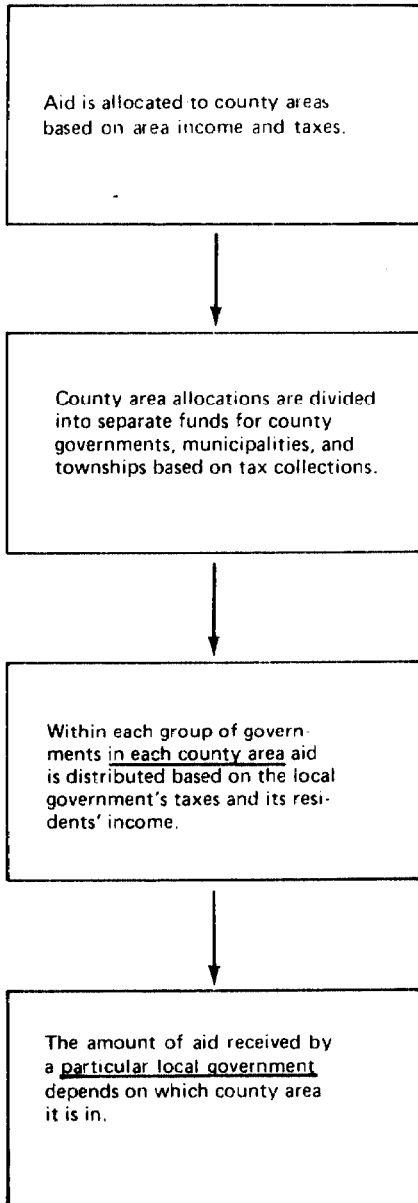 Aid is allocated to county areas
based on area income and taxes.
County area allocations are divided
into separate funds for county
governments, municipalities, and
townships based on tax collections.
Within each group of govern-
ments in each county area aid
is distributed based on the local
government's taxes and its resi-
dents' income.
The amount of aid received by
a particular local government
depends on which county area
it is in.